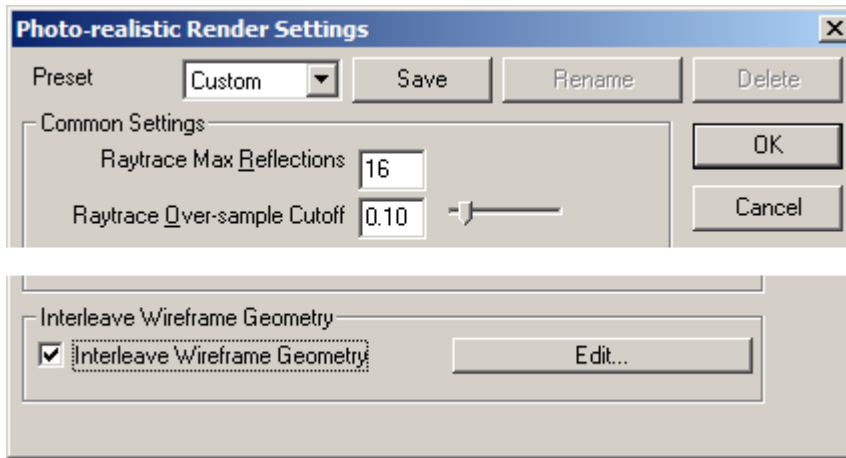 Photo-realistic Render Settings
Preset Custom Save Rename Delete
Common Settings
OK
Raytrace Max Reflections 16
Raytrace Over-sample Cutoff 0.10
Cancel
Interleave Wireframe Geometry
Interleave Wireframe Geometry Edit...